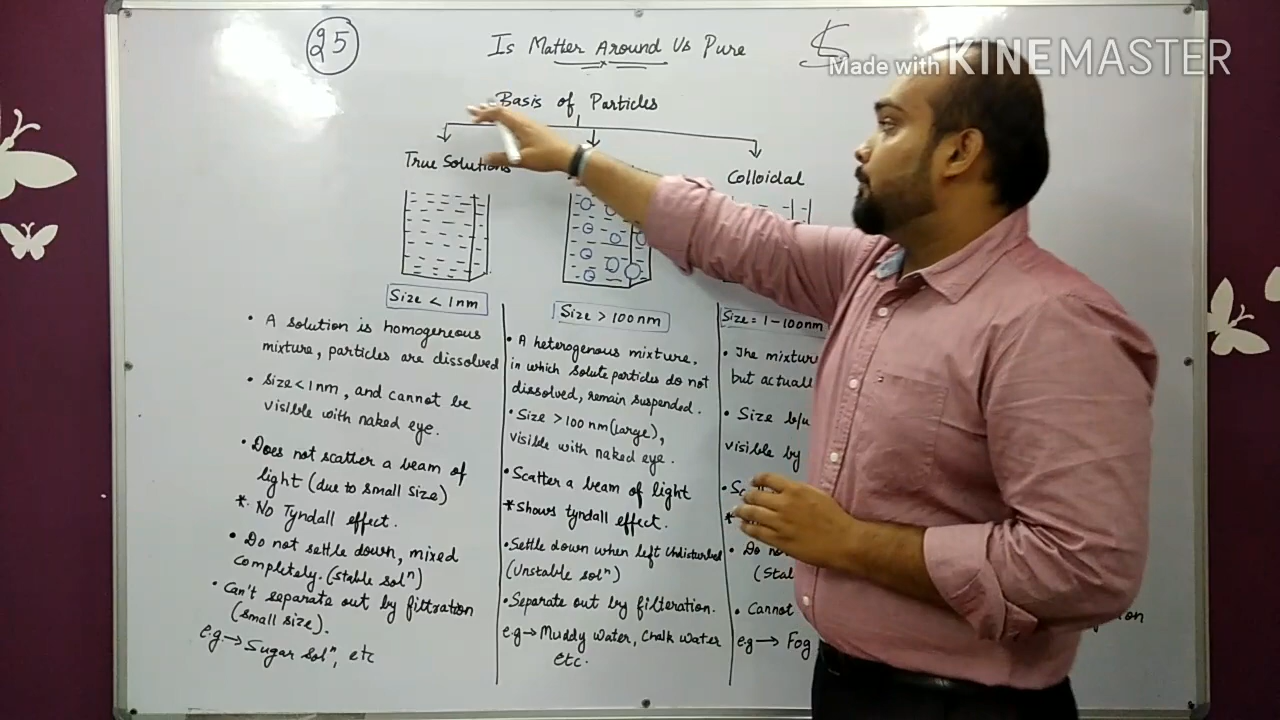 25
Is Matter Around Us Pure
Made with KINEMASTER
Basis of Particles
True Solutions
Colloidal
Size < 1nm
• A solution is homogeneous
mixture, particles are dissolved
• Size < 1nm, and cannot be
visible with naked eye.
• Does not scatter a beam of
light (due to small size)
*. No Tyndall effect.
• Do not settle down, mixed
completely. (stable solⁿ)
• Can't separate out by filtration
(small size).
e.g → Sugar solⁿ, etc
Size > 100nm
• A heterogenous mixture.
in which solute particles do not
dissolved, remain suspended.
• Size > 100 nm (large),
visible with naked eye.
• Scatter a beam of light
* Shows tyndall effect.
• Settle down when left undisturbed
(Unstable solⁿ)
• Separate out by filteration.
e.g → Muddy water, Chalk water
etc.
Size = 1 - 100nm
• The mixture
but actuall
• Size b/w
visible by
• Sc
*
• Do no
(Stal
• Cannot
e.g → Fog